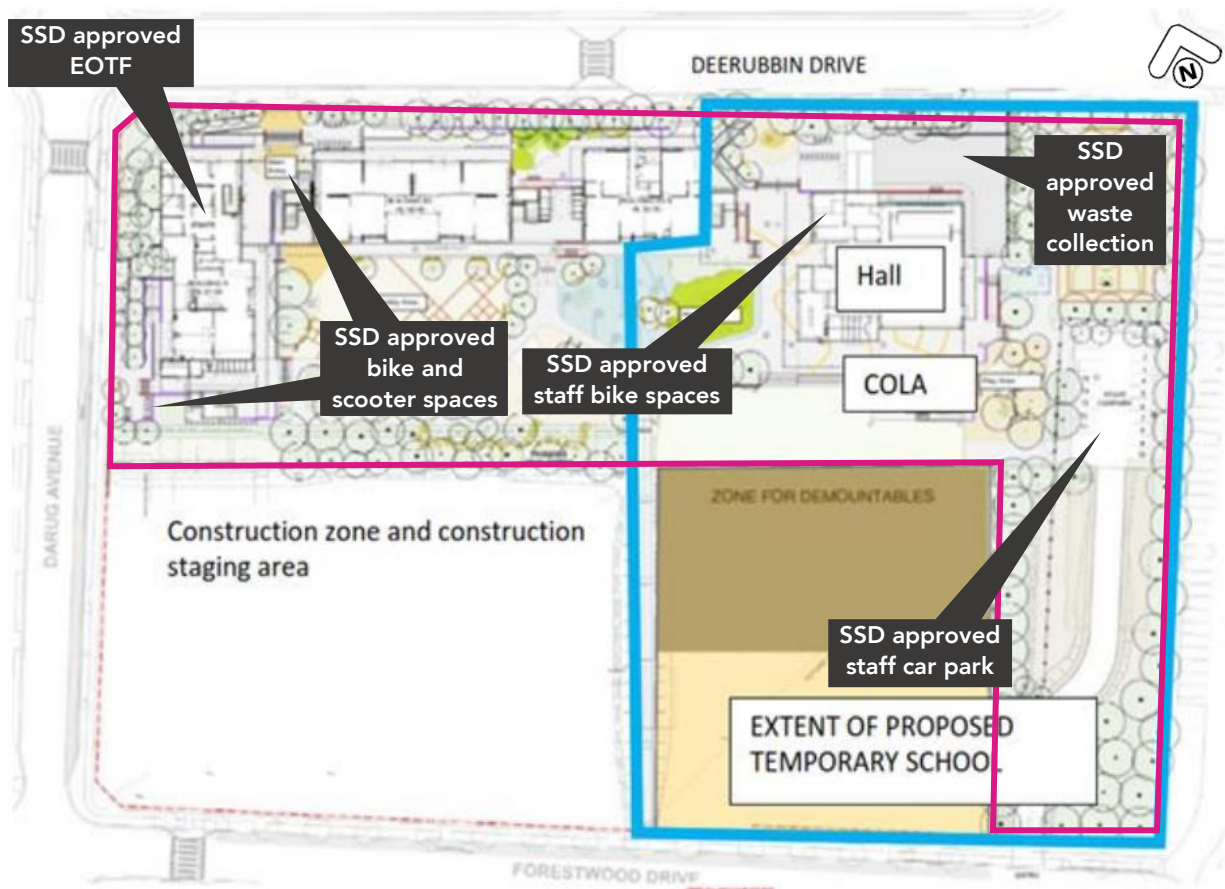 SSD approved
EOTF
DEERUBBIN DRIVE
N
SSD
approved
waste
collection
Hall
SSD approved
bike and
scooter spaces
SSD approved
staff bike spaces
COLA
DARUG AVENUE
ZONE FOR DEMOUNTABLES
Construction zone and construction
staging area
SSD approved
staff car park
EXTENT OF PROPOSED
TEMPORARY SCHOOL
FORESTWOOD DRIVE